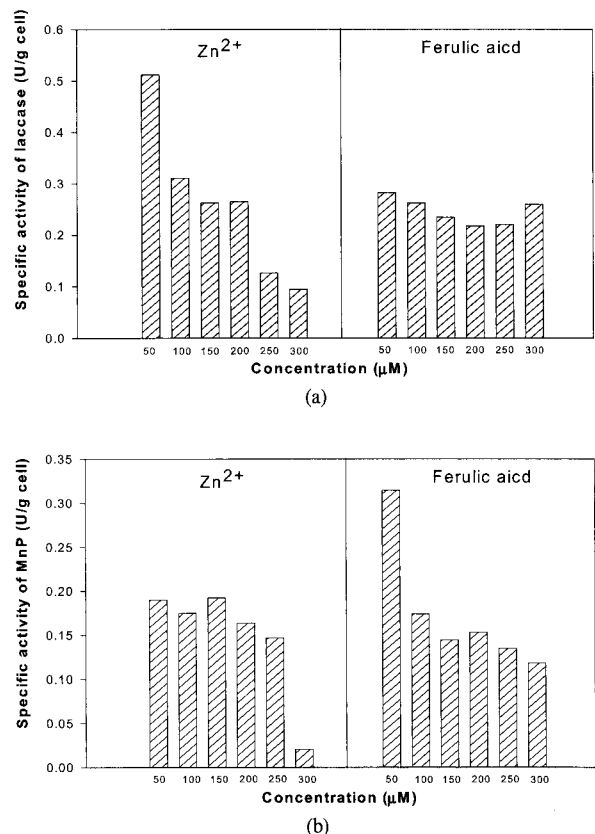 0.6
0.5
0.4
0.3
0.2
0.1
0.0
Specific activity of laccase (U/g cell)
Zn2+
Ferulic aicd
50 100 150 200 250 300 50 100 150 200 250 300
Concentration (μM)
(a)
0.35
0.30
0.25
0.20
0.15
0.10
0.05
0.00
Specific activity of MnP (U/g cell)
Zn2+
Ferulic aicd
50 100 150 200 250 300 50 100 150 200 250 300
Concentration (μM)
(b)